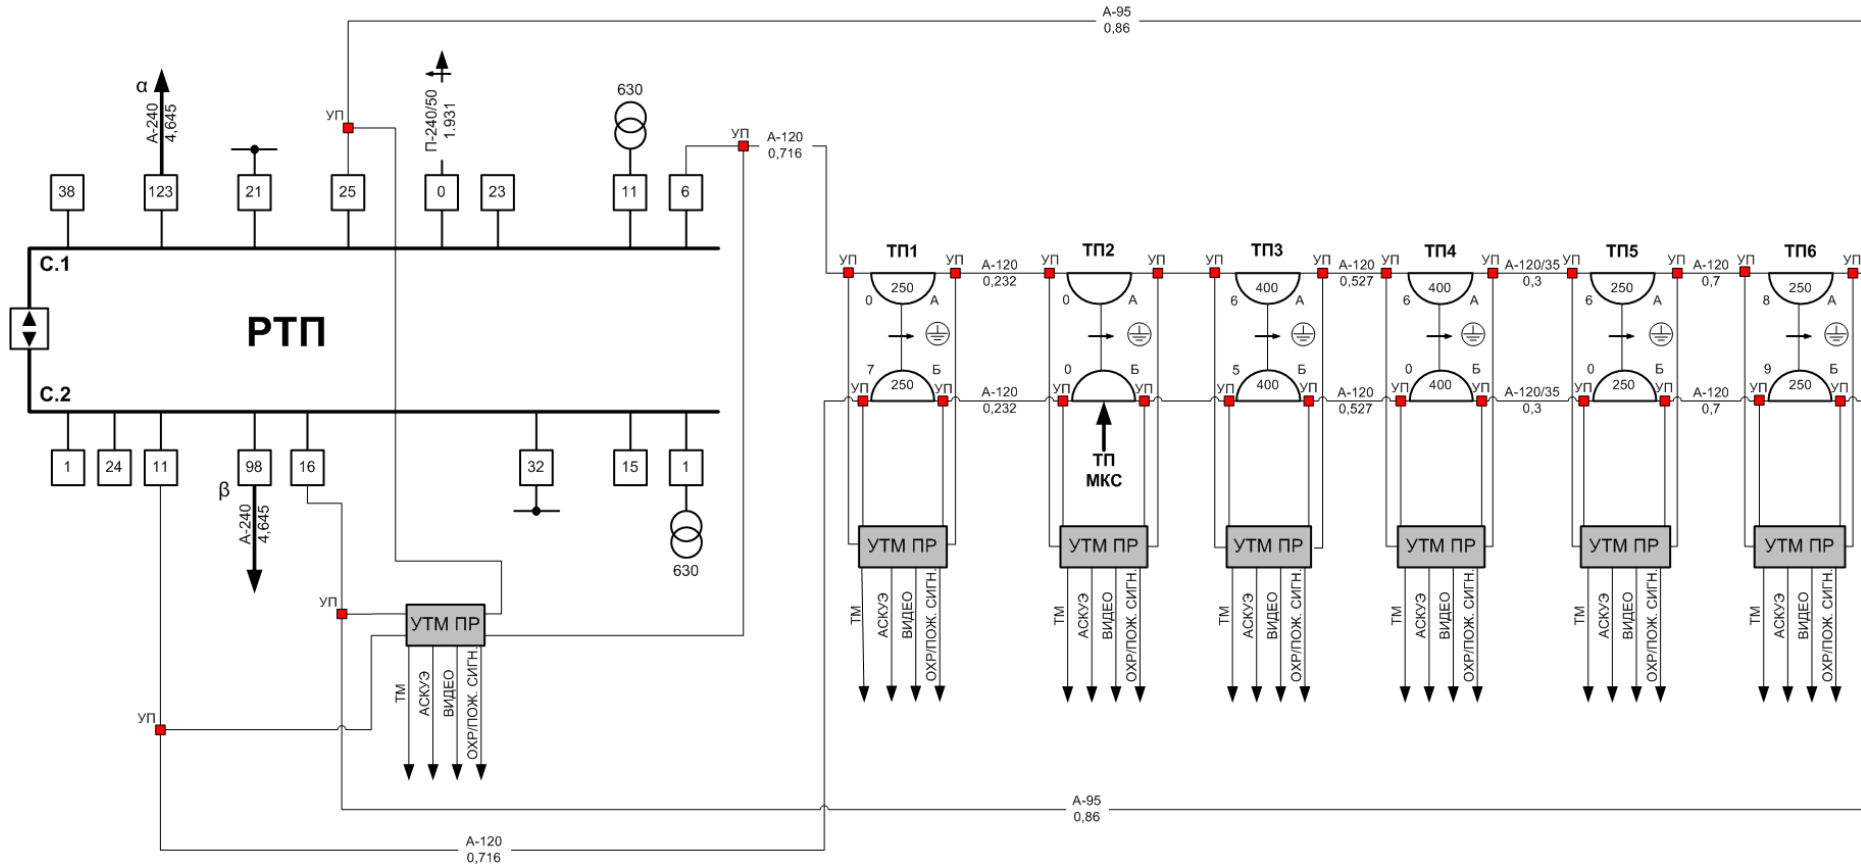 А-95
0,86
α
А-240
4,645
УП
П-240/50
1.931
630
УП
А-120
0,716
38
123
21
25
0
23
11
6
С.1
РТП
С.2
1
24
11
98
16
32
15
1
β
А-240
4,645
630
УП
УТМ ПР
ТМ
АСКУЭ
ВИДЕО
ОХР/ПОЖ. СИГН.
УП
ТП1
ТП2
ТП3
ТП4
ТП5
ТП6
УП
250
0
А
УП
А-120
0,232
УП
0
А
УП
УП
400
6
А
УП
А-120
0,527
УП
400
6
А
УП
А-120/35
0,3
УП
250
6
А
УП
А-120
0,7
УП
250
8
А
УП
УП
7
250
Б
УП
А-120
0,232
УП
0
Б
УП
УП
5
400
Б
УП
А-120
0,527
УП
0
400
Б
УП
А-120/35
0,3
УП
0
250
Б
УП
А-120
0,7
УП
9
250
Б
УП
ТП
МКС
УТМ ПР
УТМ ПР
УТМ ПР
УТМ ПР
УТМ ПР
УТМ ПР
ТМ
АСКУЭ
ВИДЕО
ОХР/ПОЖ. СИГН.
ТМ
АСКУЭ
ВИДЕО
ОХР/ПОЖ. СИГН.
ТМ
АСКУЭ
ВИДЕО
ОХР/ПОЖ. СИГН.
ТМ
АСКУЭ
ВИДЕО
ОХР/ПОЖ. СИГН.
ТМ
АСКУЭ
ВИДЕО
ОХР/ПОЖ. СИГН.
ТМ
АСКУЭ
ВИДЕО
ОХР/ПОЖ. СИГН.
А-95
0,86
А-120
0,716